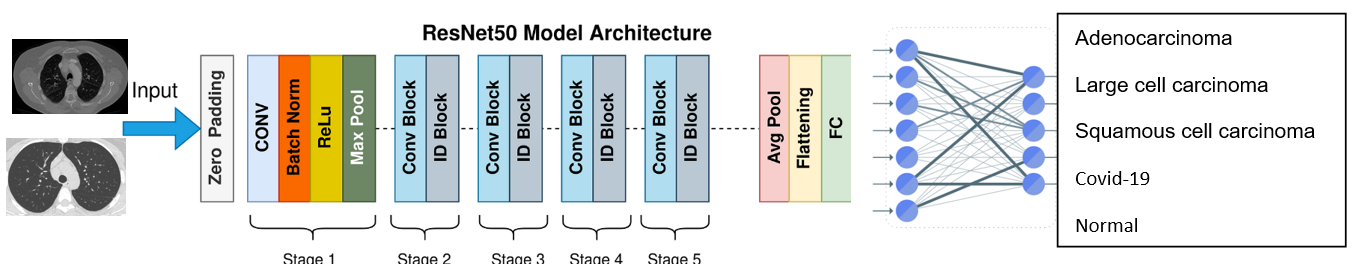 ResNet50 Model Architecture
Input
Zero Padding
CONV
Batch Norm
ReLu
Max Pool
Conv Block
ID Block
Conv Block
ID Block
Conv Block
ID Block
Conv Block
ID Block
Avg Pool
Flattening
FC
Stage 1
Stage 2
Stage 3
Stage 4
Stage 5
Adenocarcinoma
Large cell carcinoma
Squamous cell carcinoma
Covid-19
Normal